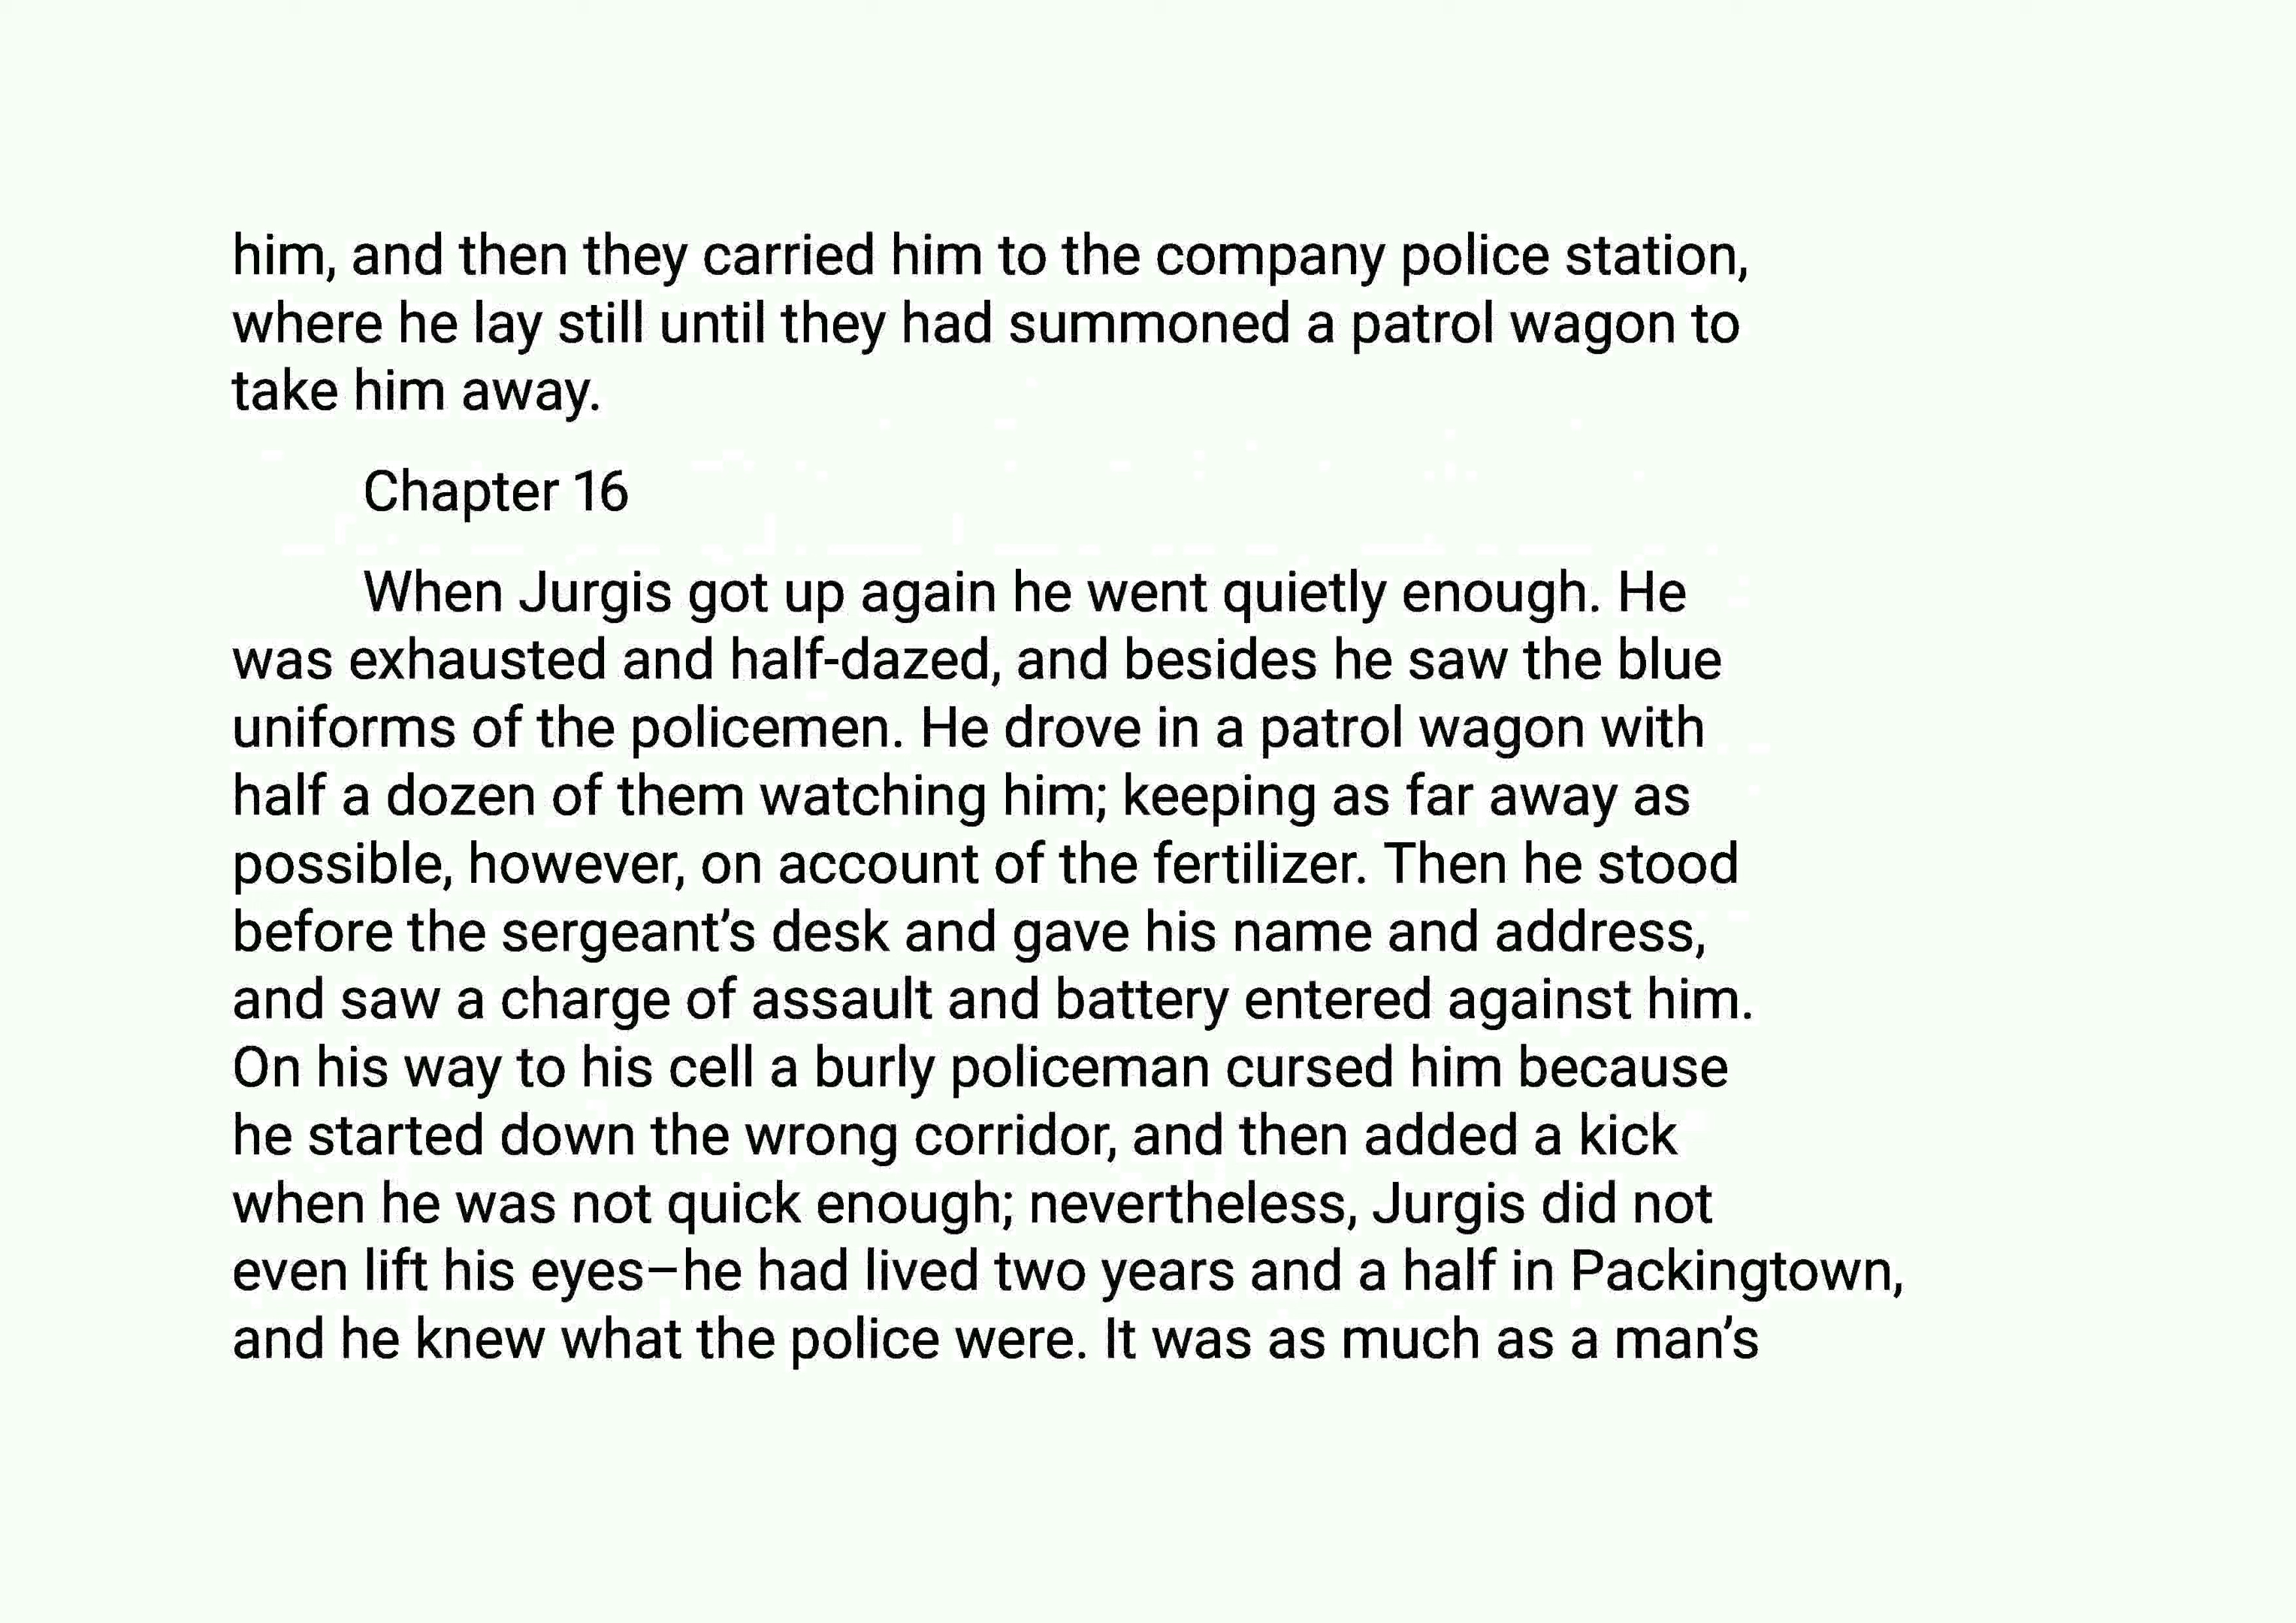 him, and then they carried him to the company police station,
where he lay still until they had summoned a patrol wagon to
take him away.
Chapter 16
When Jurgis got up again he went quietly enough. He
was exhausted and half-dazed, and besides he saw the blue
uniforms of the policemen. He drove in a patrol wagon with
half a dozen of them watching him; keeping as far away as
possible, however, on account of the fertilizer. Then he stood
before the sergeant’s desk and gave his name and address,
and saw a charge of assault and battery entered against him.
On his way to his cell a burly policeman cursed him because
he started down the wrong corridor, and then added a kick
when he was not quick enough; nevertheless, Jurgis did not
even lift his eyes–he had lived two years and a half in Packingtown,
and he knew what the police were. It was as much as a man’s